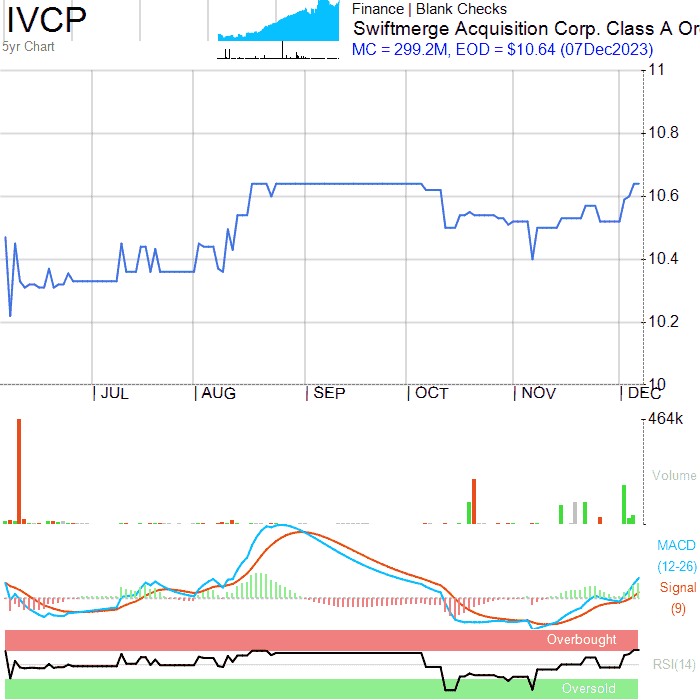 IVCP
5yr Chart
Finance | Blank Checks
Swiftmerge Acquisition Corp. Class A Or
MC = 299.2M, EOD = $10.64 (07Dec2023)
11
10.8
10.6
10.4
10.2
10
JUL AUG SEP OCT NOV DEC
464k
Volume
MACD
(12-26)
Signal
(9)
Overbought
RSI(14)
Oversold